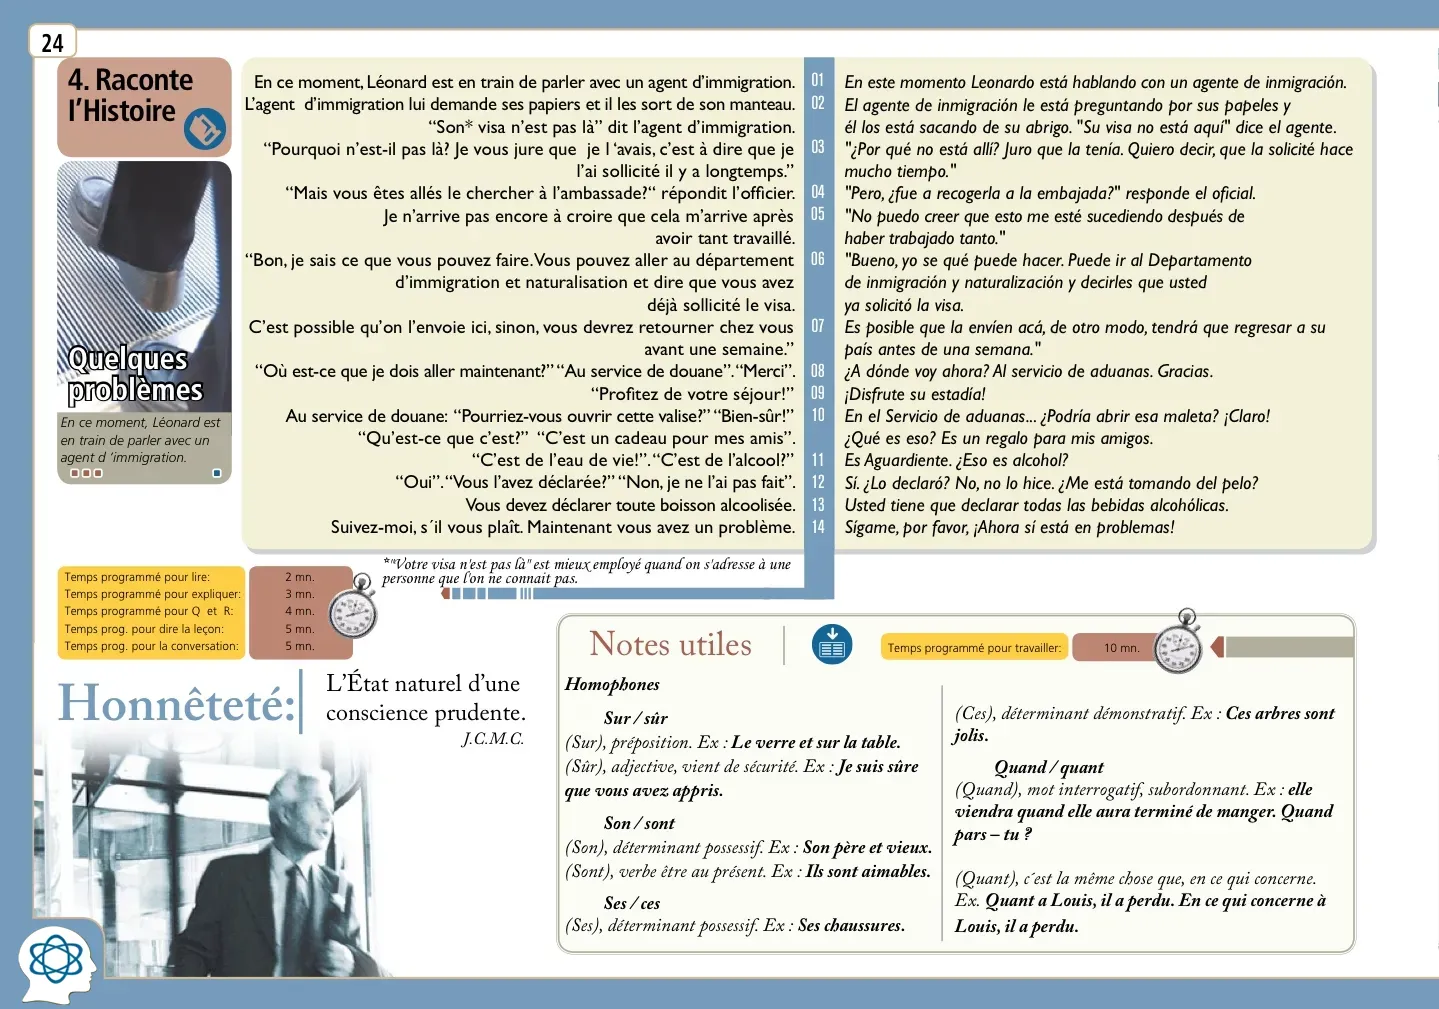 24
4. Raconte
l’Histoire
Quelques
problèmes
En ce moment, Léonard est
en train de parler avec un
agent d ‘immigration.
En ce moment, Léonard est en train de parler avec un agent d’immigration.
L’agent d’immigration lui demande ses papiers et il les sort de son manteau.
“Son* visa n’est pas là” dit l’agent d’immigration.
“Pourquoi n’est-il pas là? Je vous jure que je l ‘avais, c’est à dire que je
l’ai sollicité il y a longtemps.”
“Mais vous êtes allés le chercher à l’ambassade?“ répondit l’officier.
Je n’arrive pas encore à croire que cela m’arrive après
avoir tant travaillé.
“Bon, je sais ce que vous pouvez faire. Vous pouvez aller au département
d’immigration et naturalisation et dire que vous avez
déjà sollicité le visa.
C’est possible qu’on l’envoie ici, sinon, vous devrez retourner chez vous
avant une semaine.”
“Où est-ce que je dois aller maintenant?” “Au service de douane”. “Merci”.
“Profitez de votre séjour!”
Au service de douane: “Pourriez-vous ouvrir cette valise?” “Bien-sûr!”
“Qu’est-ce que c’est?” “C’est un cadeau pour mes amis”.
“C’est de l’eau de vie!”. “C’est de l’alcool?”
“Oui”. “Vous l’avez déclarée?” “Non, je ne l’ai pas fait”.
Vous devez déclarer toute boisson alcoolisée.
Suivez-moi, s´il vous plaît. Maintenant vous avez un problème.
01
02
03
04
05
06
07
08
09
10
11
12
13
14
En este momento Leonardo está hablando con un agente de inmigración.
El agente de inmigración le está preguntando por sus papeles y
él los está sacando de su abrigo. "Su visa no está aquí" dice el agente.
"¿Por qué no está allí? Juro que la tenía. Quiero decir, que la solicité hace
mucho tiempo."
"Pero, ¿fue a recogerla a la embajada?" responde el oficial.
"No puedo creer que esto me esté sucediendo después de
haber trabajado tanto."
"Bueno, yo se qué puede hacer. Puede ir al Departamento
de inmigración y naturalización y decirles que usted
ya solicitó la visa.
Es posible que la envíen acá, de otro modo, tendrá que regresar a su
país antes de una semana."
¿A dónde voy ahora? Al servicio de aduanas. Gracias.
¡Disfrute su estadía!
En el Servicio de aduanas... ¿Podría abrir esa maleta? ¡Claro!
¿Qué es eso? Es un regalo para mis amigos.
Es Aguardiente. ¿Eso es alcohol?
Sí. ¿Lo declaró? No, no lo hice. ¿Me está tomando del pelo?
Usted tiene que declarar todas las bebidas alcohólicas.
Sígame, por favor, ¡Ahora sí está en problemas!
*"Votre visa n'est pas là" est mieux employé quand on s'adresse à une
personne que l'on ne connait pas.
Temps programmé pour lire: 2 mn.
Temps programmé pour expliquer: 3 mn.
Temps programmé pour Q et R: 4 mn.
Temps prog. pour dire la leçon: 5 mn.
Temps prog. pour la conversation: 5 mn.
Honnêteté:
L’État naturel d’une
conscience prudente.
J.C.M.C.
Notes utiles
Temps programmé pour travailler: 10 mn.
Homophones
Sur / sûr
(Sur), préposition. Ex : Le verre et sur la table.
(Sûr), adjective, vient de sécurité. Ex : Je suis sûre
que vous avez appris.
Son / sont
(Son), déterminant possessif. Ex : Son père et vieux.
(Sont), verbe être au présent. Ex : Ils sont aimables.
Ses / ces
(Ses), déterminant possessif. Ex : Ses chaussures.
(Ces), déterminant démonstratif. Ex : Ces arbres sont
jolis.
Quand / quant
(Quand), mot interrogatif, subordonnant. Ex : elle
viendra quand elle aura terminé de manger. Quand
pars – tu ?
(Quant), c´est la même chose que, en ce qui concerne.
Ex. Quant a Louis, il a perdu. En ce qui concerne à
Louis, il a perdu.